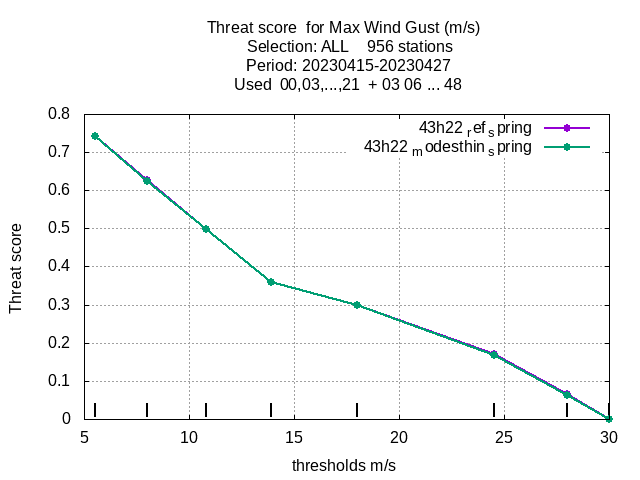 Threat score  for Max Wind Gust (m/s)
Selection: ALL    956 stations
Period: 20230415-20230427
Used  00,03,...,21  + 03 06 ... 48
43h22 ref spring
43h22 modesthin spring
0.8
0.7
0.6
0.5
0.4
0.3
0.2
0.1
0
Threat score
5 10 15 20 25 30
thresholds m/s